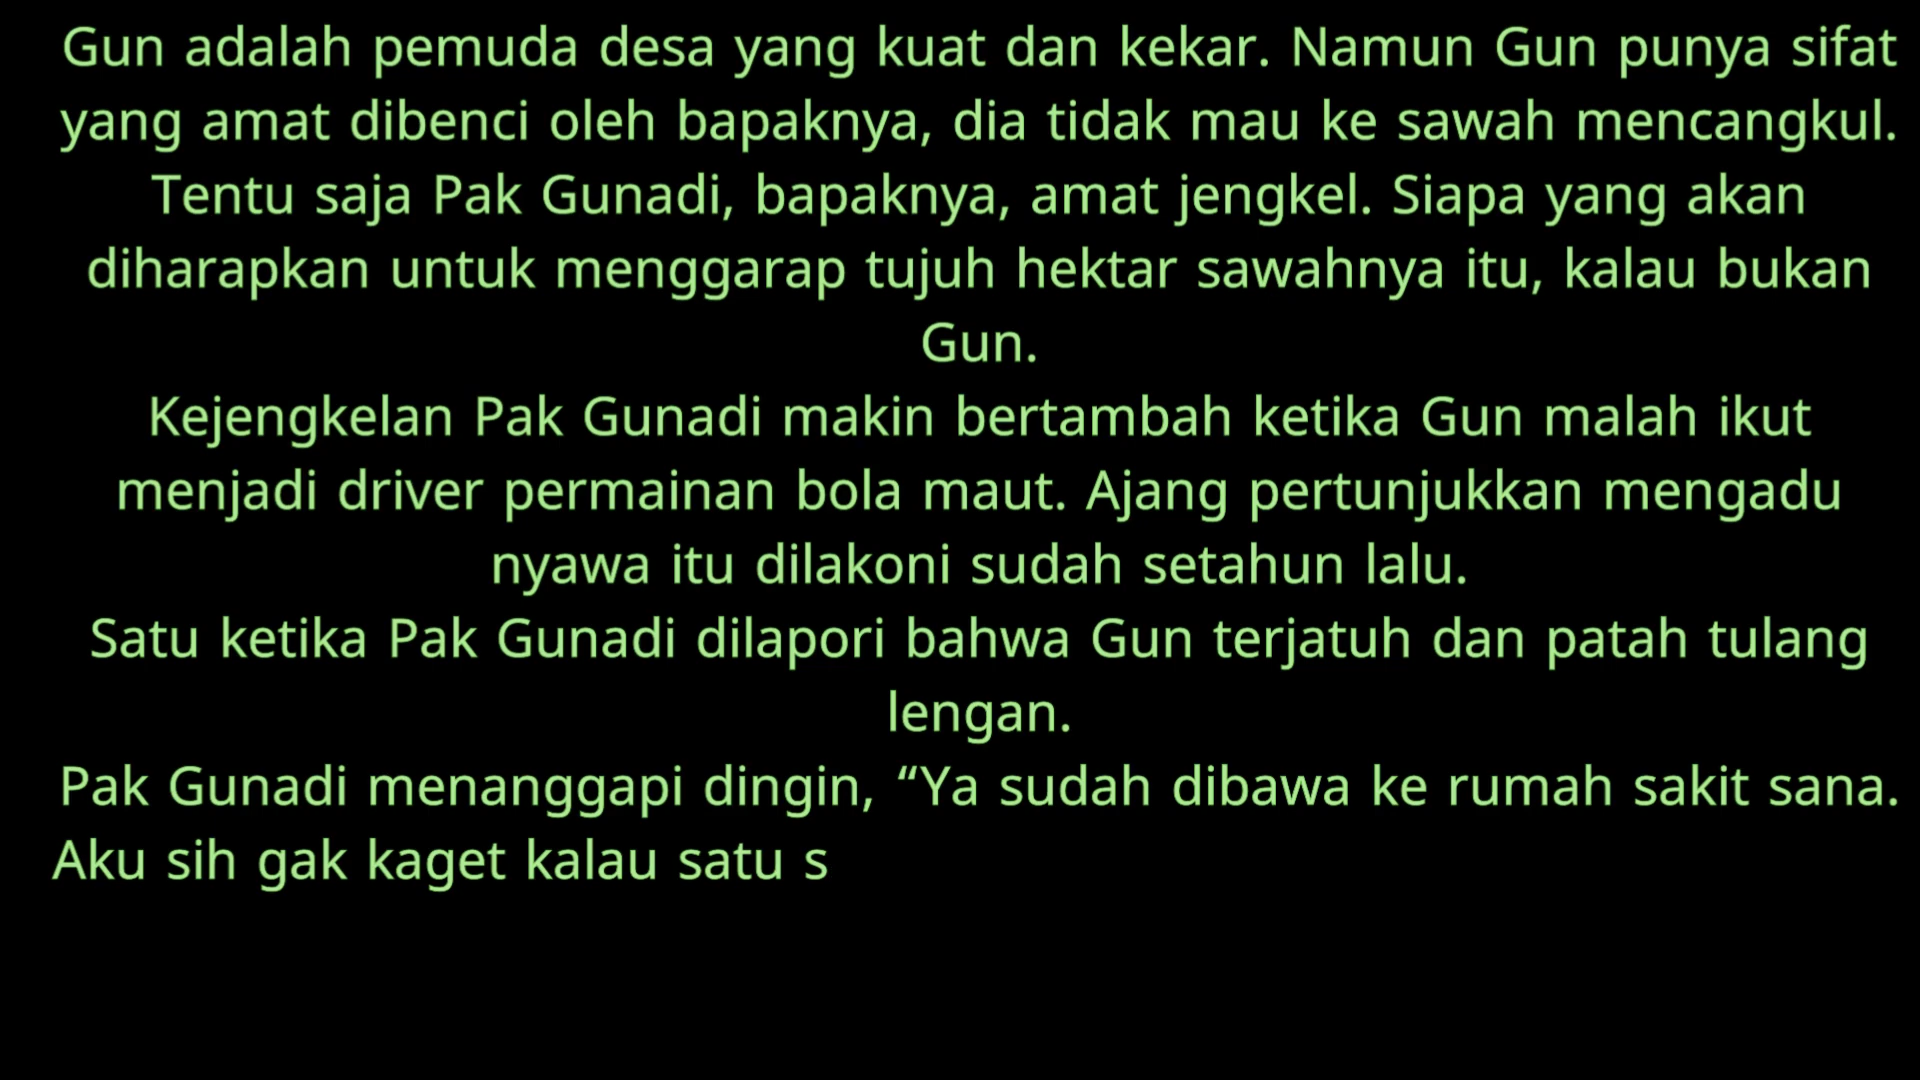 Gun adalah pemuda desa yang kuat dan kekar. Namun Gun punya sifat
yang amat dibenci oleh bapaknya, dia tidak mau ke sawah mencangkul.
Tentu saja Pak Gunadi, bapaknya, amat jengkel. Siapa yang akan
diharapkan untuk menggarap tujuh hektar sawahnya itu, kalau bukan
Gun.
Kejengkelan Pak Gunadi makin bertambah ketika Gun malah ikut
menjadi driver permainan bola maut. Ajang pertunjukkan mengadu
nyawa itu dilakoni sudah setahun lalu.
Satu ketika Pak Gunadi dilapori bahwa Gun terjatuh dan patah tulang
lengan.
Pak Gunadi menanggapi dingin, “Ya sudah dibawa ke rumah sakit sana.
Aku sih gak kaget kalau satu s